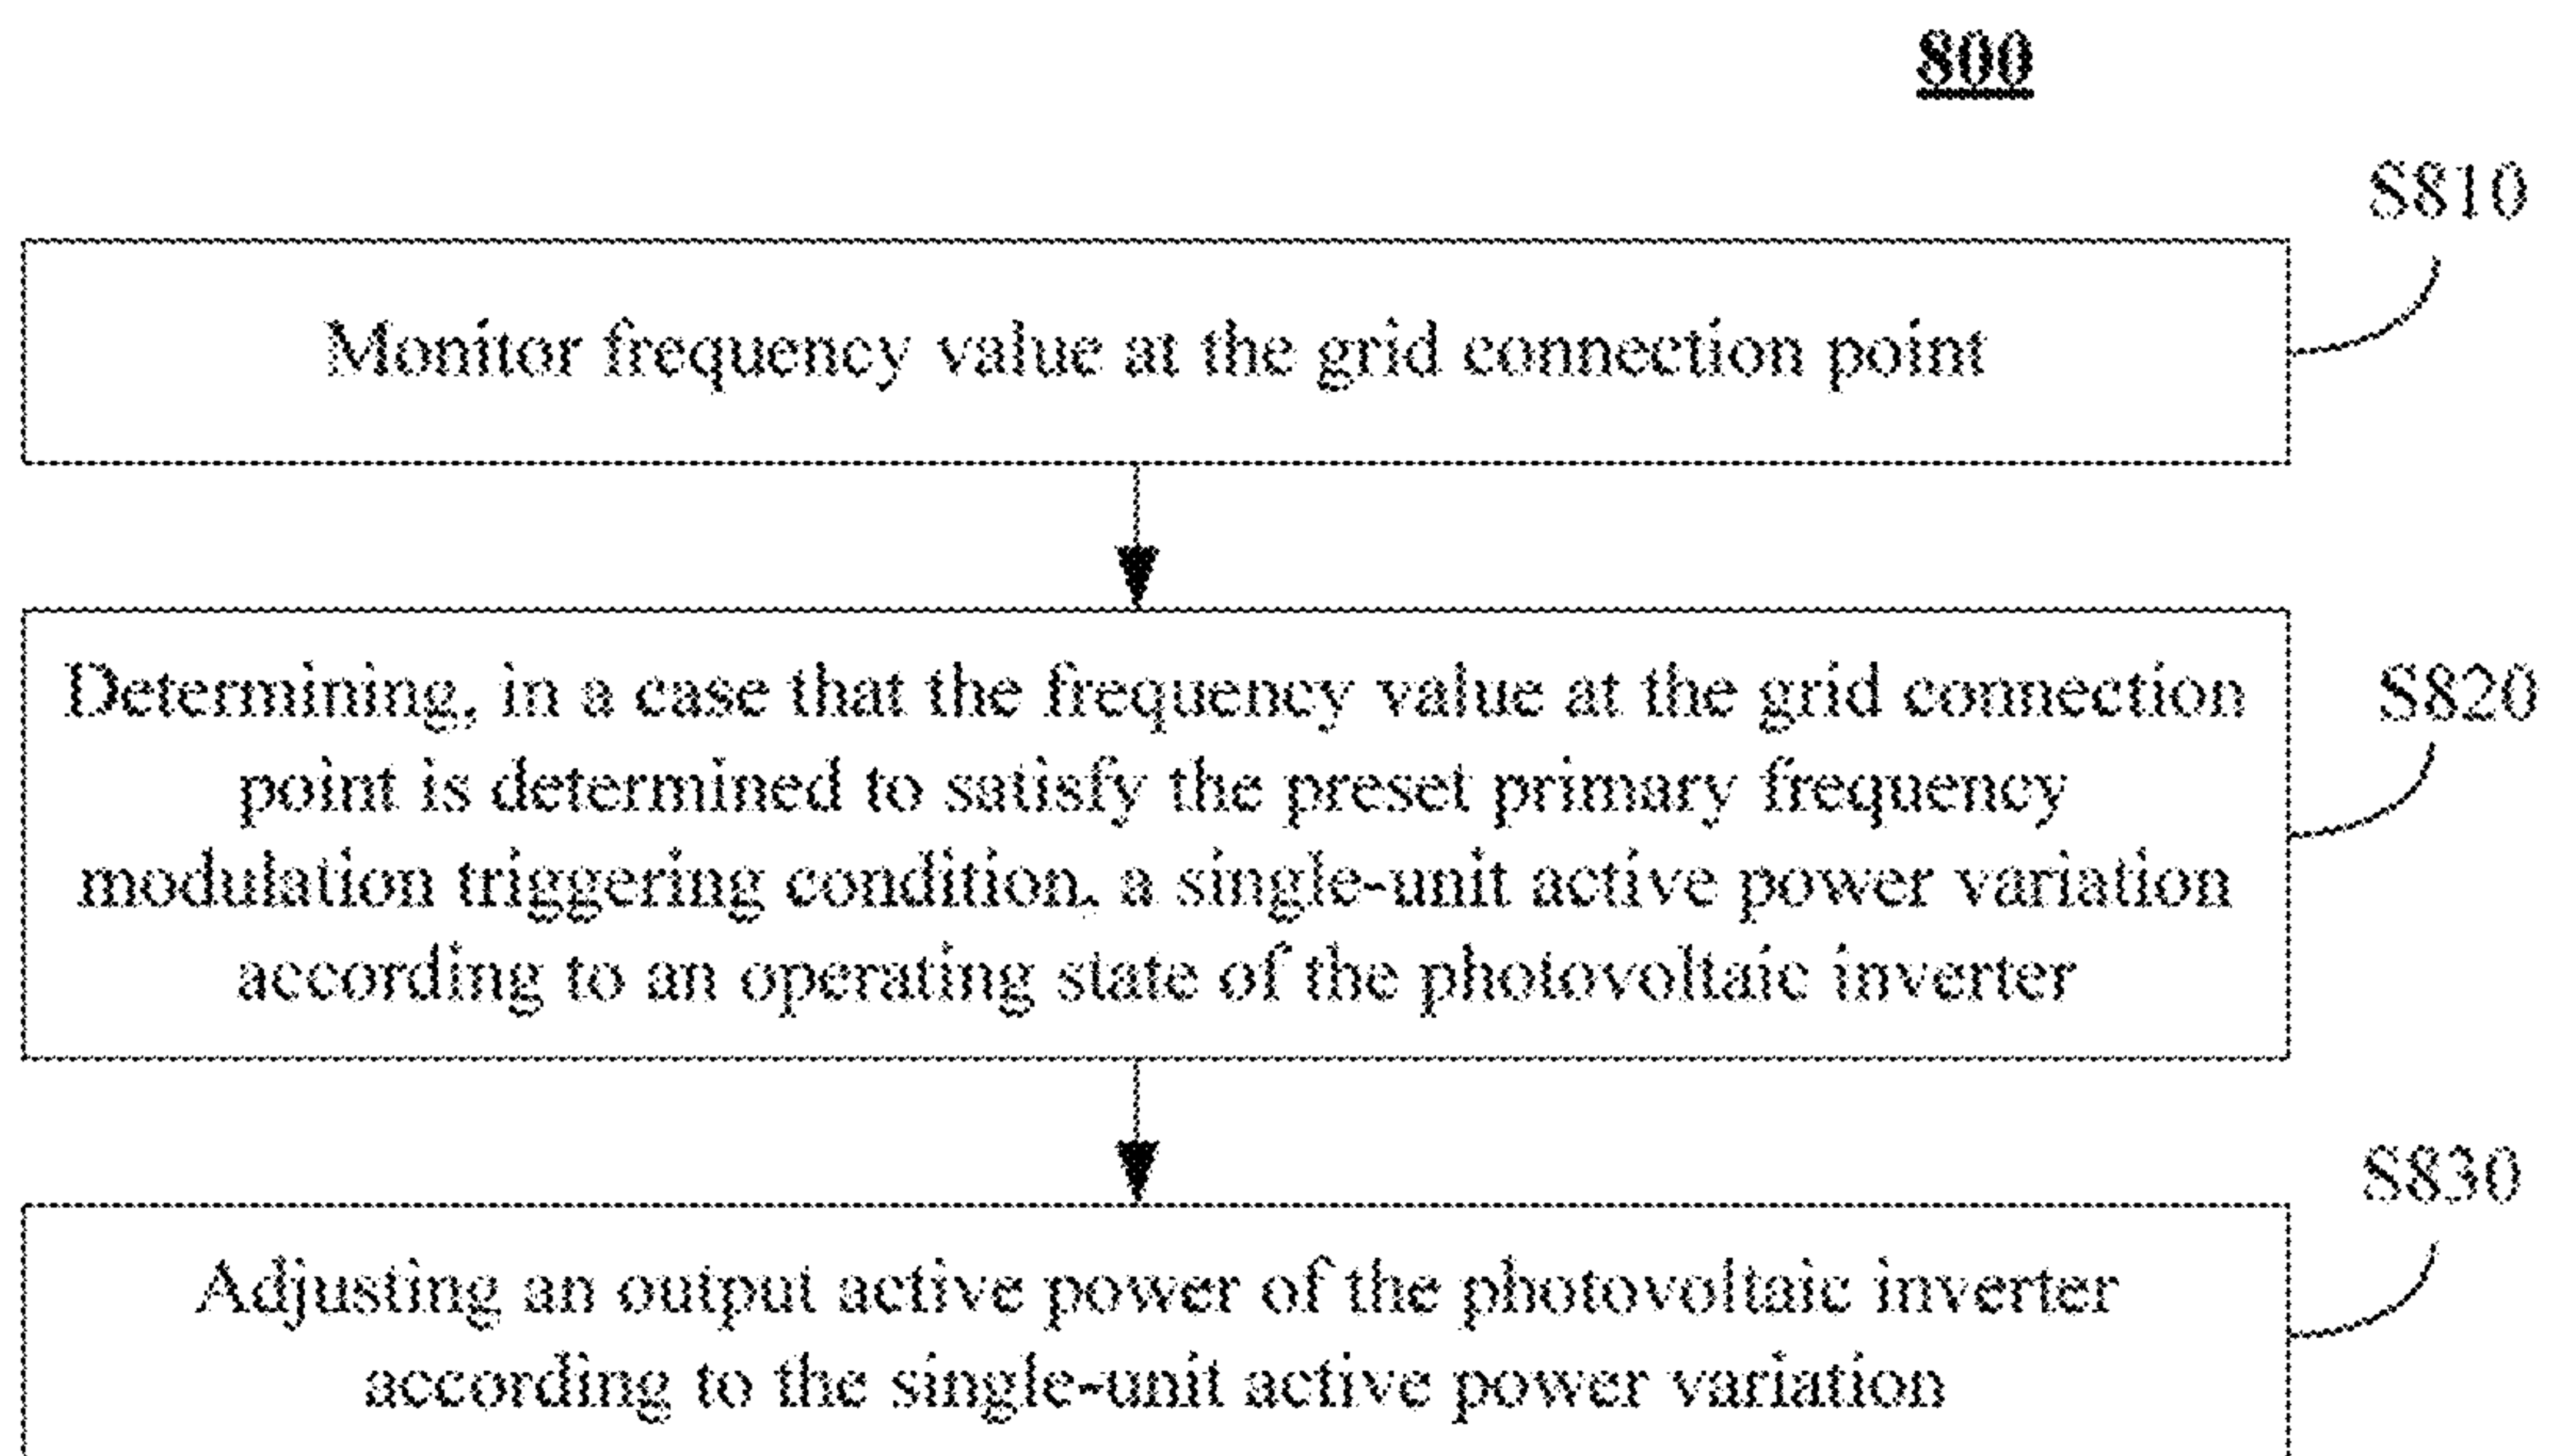 800
S810
Monitor frequency value at the grid connection point
Determining, in a case that the frequency value at the grid connection
S820
point is determined to satisfy the preset primary frequency
modulation triggering condition, a single-unit active power variation
according to an operating state of the photovoltaic inverter
S830
Adjusting an output active power of the photovoltaic inverter
according to the single-unit active power variation